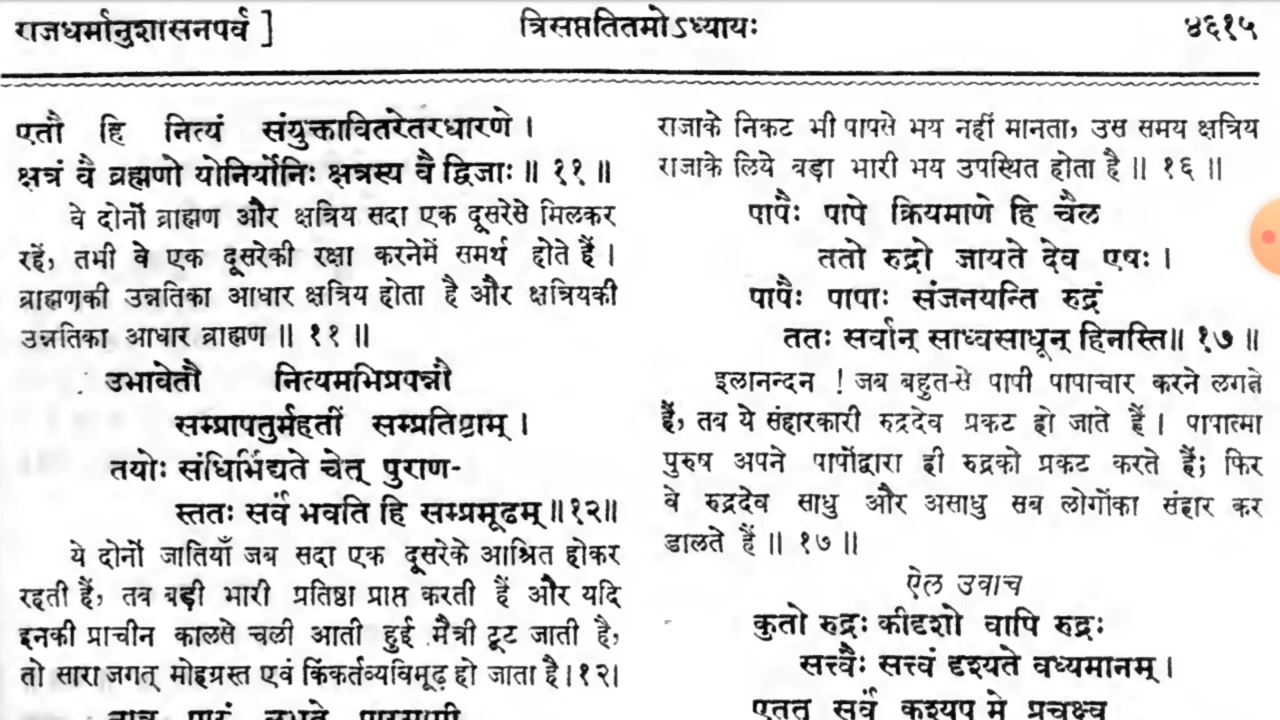 राजधर्मानुशासनपर्व ]
त्रिसप्ततितमोऽध्यायः
४६१५
एतौ हि नित्यं संयुक्तावितरेतरधारणे ।
क्षत्रं वै ब्रह्मणो योनिर्योनिः क्षत्रस्य वै द्विजाः ॥ ११ ॥
वे दोनों ब्राह्मण और क्षत्रिय सदा एक दूसरेसे मिलकर
रहें, तभी वे एक दूसरेकी रक्षा करनेमें समर्थ होते हैं ।
ब्राह्मणकी उन्नतिका आधार क्षत्रिय होता है और क्षत्रियकी
उन्नतिका आधार ब्राह्मण ॥ ११ ॥
उभावेतौ नित्यमभिप्रपन्नौ
सम्प्रापतुर्महतीं सम्प्रतिष्ठाम् ।
तयोः संधिर्भिद्यते चेत् पुराण-
स्ततः सर्वं भवति हि सम्प्रमूढम् ॥१२॥
ये दोनों जातियाँ जब सदा एक दूसरेके आश्रित होकर
रहती हैं, तब बड़ी भारी प्रतिष्ठा प्राप्त करती हैं और यदि
इनकी प्राचीन कालसे चली आती हुई मैत्री टूट जाती है,
तो सारा जगत् मोहग्रस्त एवं किंकर्तव्यविमूढ़ हो जाता है।१२।
राजाके निकट भी पापसे भय नहीं मानता, उस समय क्षत्रिय
राजाके लिये बड़ा भारी भय उपस्थित होता है ॥ १६ ॥
पापैः पापे क्रियमाणे हि चैल
ततो रुद्रो जायते देव एषः ।
पापैः पापाः संजनयन्ति रुद्रं
ततः सर्वान् साध्वसाधून् हिनस्ति॥ १७ ॥
इलानन्दन ! जब बहुत-से पापी पापाचार करने लगते
हैं, तब ये संहारकारी रुद्रदेव प्रकट हो जाते हैं । पापात्मा
पुरुष अपने पापोंद्वारा ही रुद्रको प्रकट करते हैं; फिर
वे रुद्रदेव साधु और असाधु सब लोगोंका संहार कर
डालते हैं ॥ १७ ॥
ऐल उवाच
कुतो रुद्रः कीदृशो वापि रुद्रः
सत्त्वैः सत्त्वं दृश्यते वध्यमानम् ।
एतत् सर्वं कश्यप मे प्रचक्ष्व